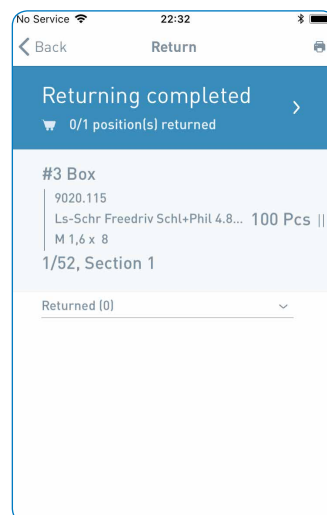 No Service 22:32
Back Return
Returning completed
0/1 position(s) returned
#3 Box
9020.115
Ls-Schr Freedriv Schl+Phil 4.8... 100 Pcs
M 1,6 x 8
1/52, Section 1
Returned (0)